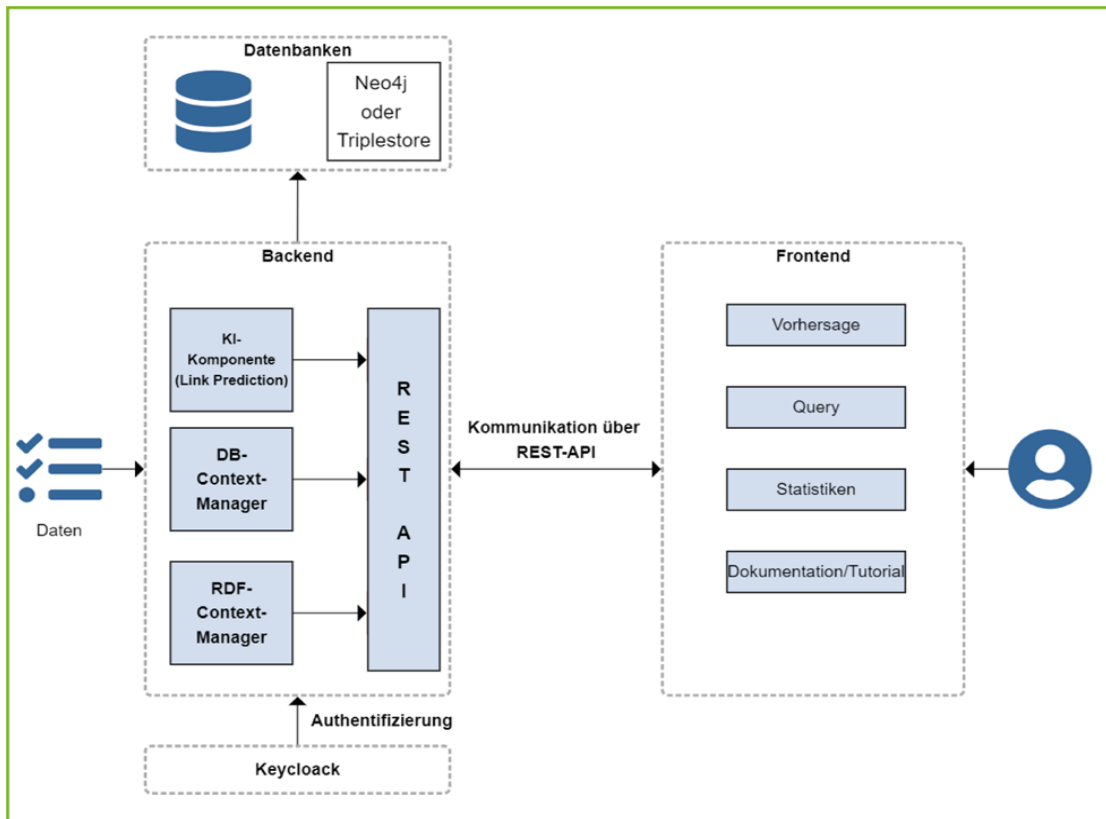 Datenbanken
Neo4j
oder
Triplestore
Backend
KI-
Komponente
(Link Prediction)
DB-
Context-
Manager
RDF-
Context-
Manager
R
E
S
T
A
P
I
Kommunikation über
REST-API
Frontend
Vorhersage
Query
Statistiken
Dokumentation/Tutorial
Daten
Authentifizierung
Keycloack